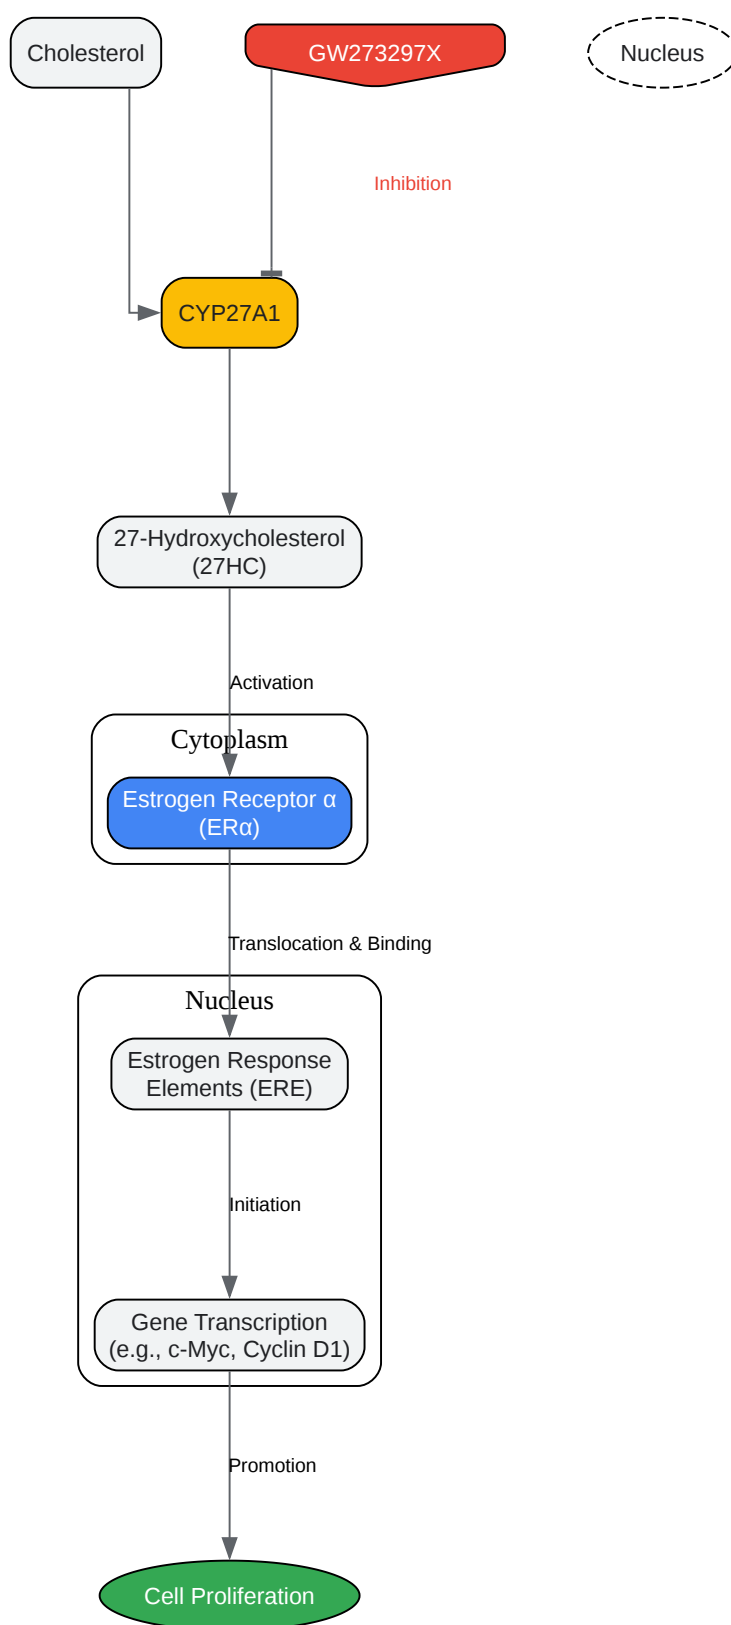 Cholesterol
GW273297X
Nucleus
Inhibition
CYP27A1
27-Hydroxycholesterol
(27HC)
Activation
Cytoplasm
Estrogen Receptor α
(ERα)
Translocation & Binding
Nucleus
Estrogen Response
Elements (ERE)
Initiation
Gene Transcription
(e.g., c-Myc, Cyclin D1)
Promotion
Cell Proliferation